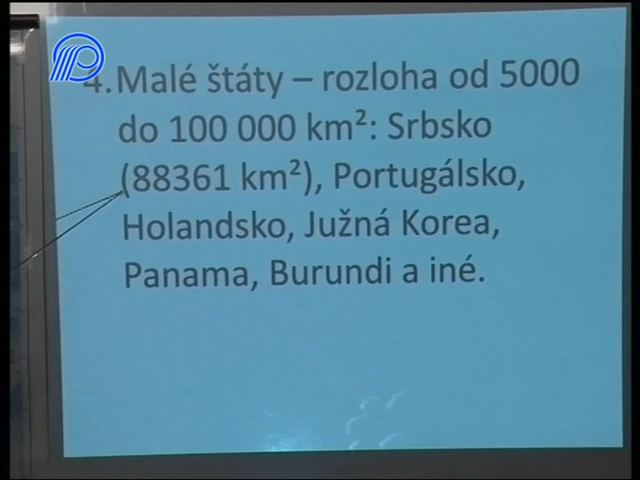 4. Malé štáty – rozloha od 5000
do 100 000 km²: Srbsko
(88361 km²), Portugálsko,
Holandsko, Južná Korea,
Panama, Burundi a iné.